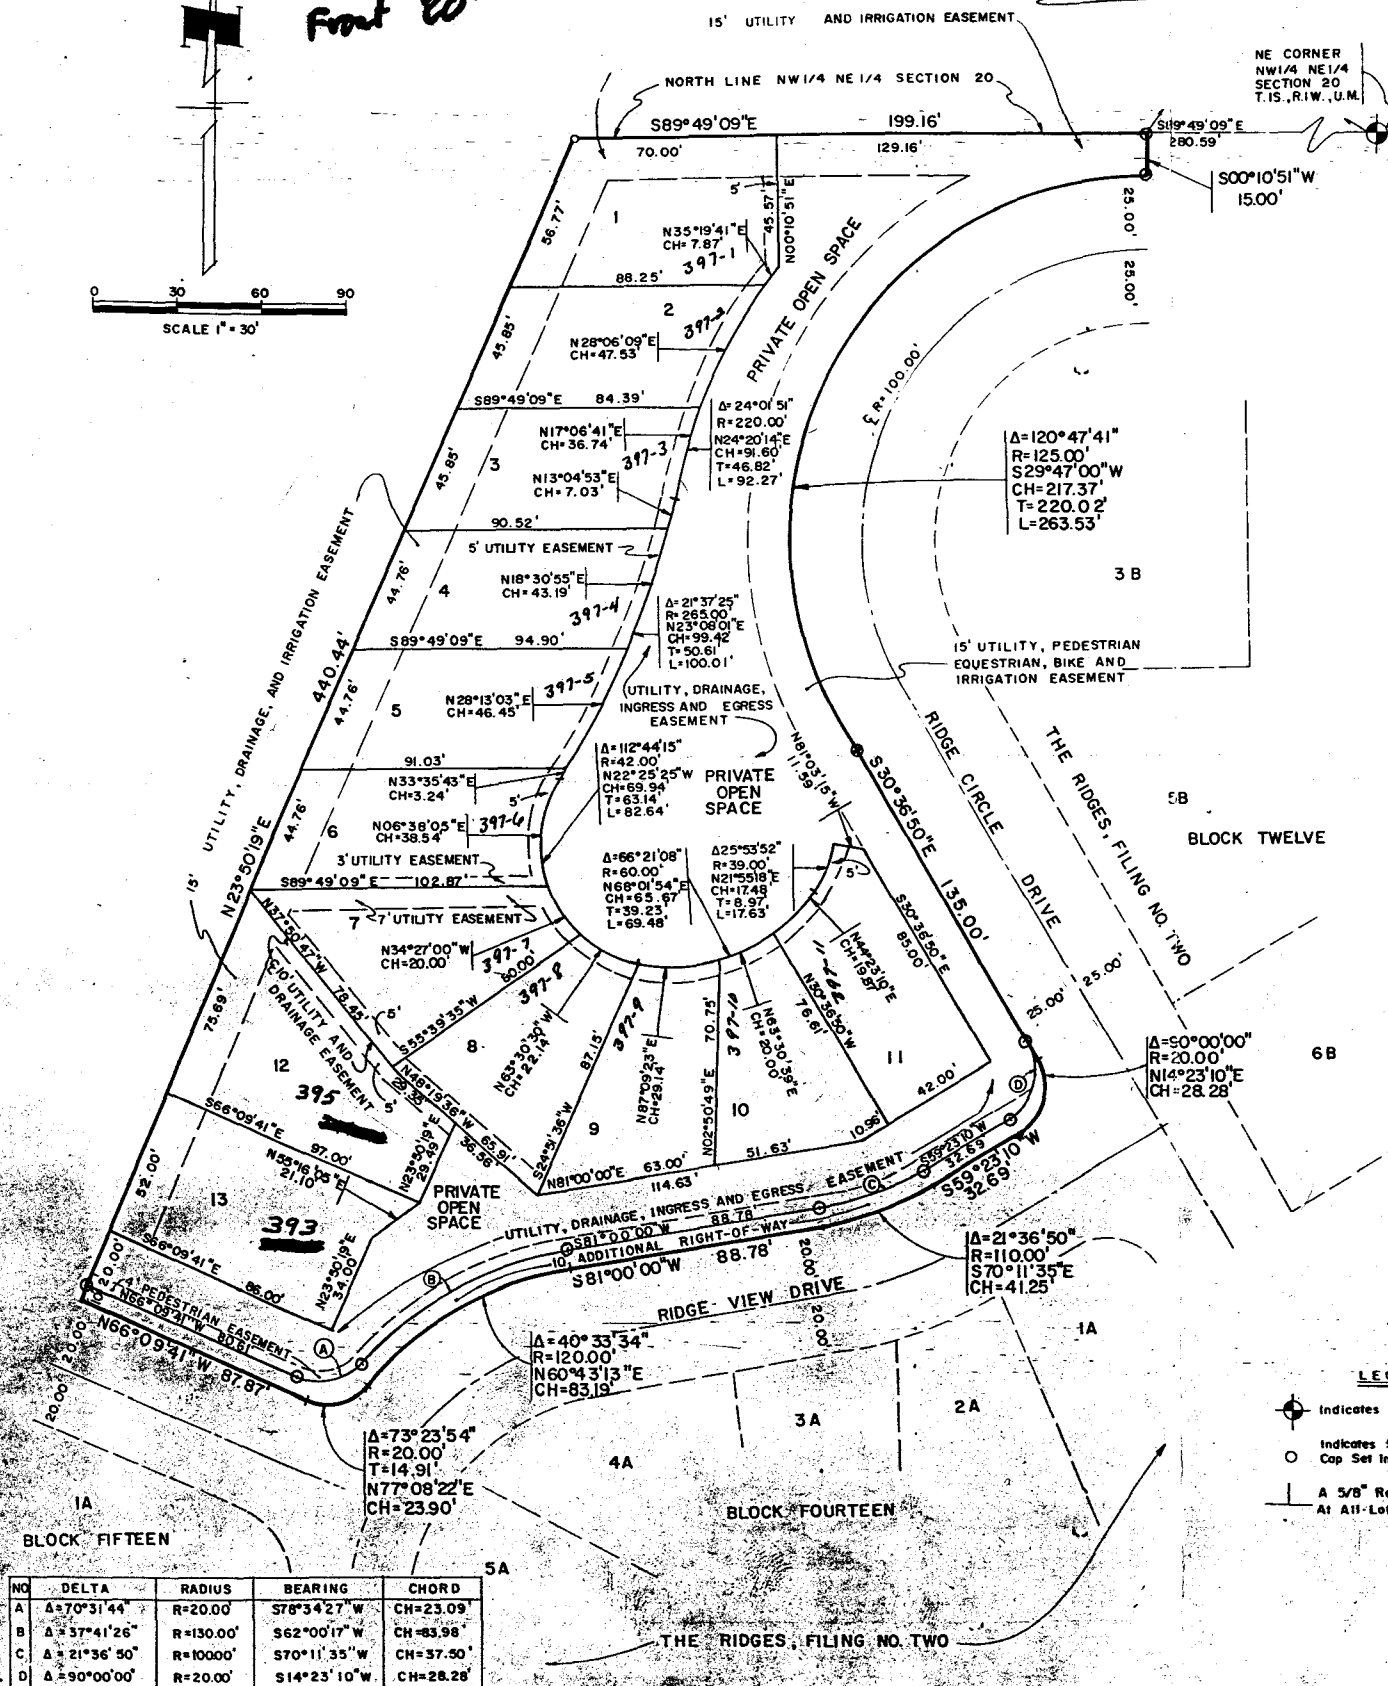 Front 20'
15' UTILITY AND IRRIGATION EASEMENT
NORTH LINE NW1/4 NE1/4 SECTION 20
NE CORNER
NW1/4 NE1/4
SECTION 20
T.1S.,R.1W.,U.M.
S89°49'09"E
199.16'
70.00'
129.16'
S89°49'09"E
280.59'
S00°10'51"W
15.00'
0 30 60 90
SCALE 1" = 30'
56.77'
1
5'
45.57'
N00°10'51"E
N35°19'41"E
CH=7.87'
397-1
88.25'
PRIVATE OPEN SPACE
25.00'
25.00'
2
397-2
45.85'
N28°06'09"E
CH=47.53'
S89°49'09"E 84.39'
℄ R=100.00'
Δ=24°01'51"
R=220.00'
N24°20'14"E
CH=91.60'
T=46.82'
L=92.27'
N17°06'41"E
CH=36.74'
397-3
3
45.85'
N13°04'53"E
CH=7.03'
Δ=120°47'41"
R=125.00'
S29°47'00"W
CH=217.37'
T=220.02'
L=263.53'
90.52'
5' UTILITY EASEMENT
44.76'
4
N18°30'55"E
CH=43.19'
397-4
3B
Δ=21°37'25"
R=265.00'
N23°08'01"E
CH=99.42'
T=50.61'
L=100.01'
S89°49'09"E 94.90'
15' UTILITY, PEDESTRIAN
EQUESTRIAN, BIKE AND
IRRIGATION EASEMENT
440.44'
44.76'
5
N28°13'03"E
CH=46.45'
397-5
UTILITY, DRAINAGE,
INGRESS AND EGRESS
EASEMENT
15' UTILITY, DRAINAGE, AND IRRIGATION EASEMENT
91.03'
N33°35'43"E
CH=3.24'
5'
Δ=112°44'15"
R=42.00'
N22°25'25"W
CH=69.94'
T=63.14'
L=82.64'
PRIVATE
OPEN
SPACE
N81°03'15"W
11.59'
S30°36'50"E
135.00'
RIDGE CIRCLE DRIVE
THE RIDGES, FILING NO. TWO
5B
BLOCK TWELVE
44.76'
6
N06°38'05"E
CH=38.54'
397-6
3' UTILITY EASEMENT
N23°50'19"E
S89°49'09"E 102.87'
Δ=66°21'08"
R=60.00'
N68°01'54"E
CH=65.67'
T=39.23'
L=69.48'
Δ25°53'52"
R=39.00'
N21°55'18"E
CH=17.48'
T=8.97'
L=17.63'
5'
7
7' UTILITY EASEMENT
N34°27'00"W
CH=20.00'
397-7
60.00'
397-8
N37°50'47"W
78.45'
℄ 10' UTILITY AND
DRAINAGE EASEMENT
5'
5'
S55°39'35"W
8
N63°30'30"W
CH=22.14'
87.15'
397-9
N87°09'23"E
CH=29.14'
70.75'
397-10
N63°30'39"E
CH=20.00'
N30°36'50"W
76.61'
N44°23'10"E
CH=19.87'
S30°36'50"E
85.00'
25.00'
25.00'
75.69'
12
395
N48°19'36"W
29.35'
65.91'
36.56'
S24°51'36"W
9
N02°50'49"E
10
11
42.00'
10.96'
Δ=90°00'00"
R=20.00'
N14°23'10"E
CH=28.28'
6B
S66°09'41"E
97.00'
N55°16'05"E
21.10'
N23°50'19"E
29.49'
52.00'
13
393
PRIVATE
OPEN
SPACE
N81°00'00"E 63.00'
51.63'
114.63'
UTILITY, DRAINAGE, INGRESS AND EGRESS EASEMENT
S59°23'10"W
32.69'
S59°23'10"W
32.69'
S66°09'41"E
86.00'
N23°50'19"E
34.00'
S81°00'00"W 88.78'
10' ADDITIONAL RIGHT-OF-WAY
S81°00'00"W 88.78'
RIDGE VIEW DRIVE
20.00'
20.00'
Δ=21°36'50"
R=110.00'
S70°11'35"E
CH=41.25'
20.00'
4' PEDESTRIAN EASEMENT
N66°09'41"W 80.61'
N66°09'41"W 87.87'
20.00'
20.00'
A
B
C
D
Δ=40°33'34"
R=120.00'
N60°43'13"E
CH=83.19'
Δ=73°23'54"
R=20.00'
T=14.91'
N77°08'22"E
CH=23.90'
1A
2A
3A
4A
5A
BLOCK FOURTEEN
1A
BLOCK FIFTEEN
Indicates
Indicates
Cap Set
A 5/8"
At All
THE RIDGES, FILING NO. TWO
NO DELTA RADIUS BEARING CHORD
A Δ=70°31'44" R=20.00' S78°34'27"W CH=23.09'
B Δ=37°41'26" R=130.00' S62°00'17"W CH=83.98'
C Δ=21°36'50" R=100.00' S70°11'35"W CH=37.50'
D Δ=90°00'00" R=20.00' S14°23'10"W CH=28.28'